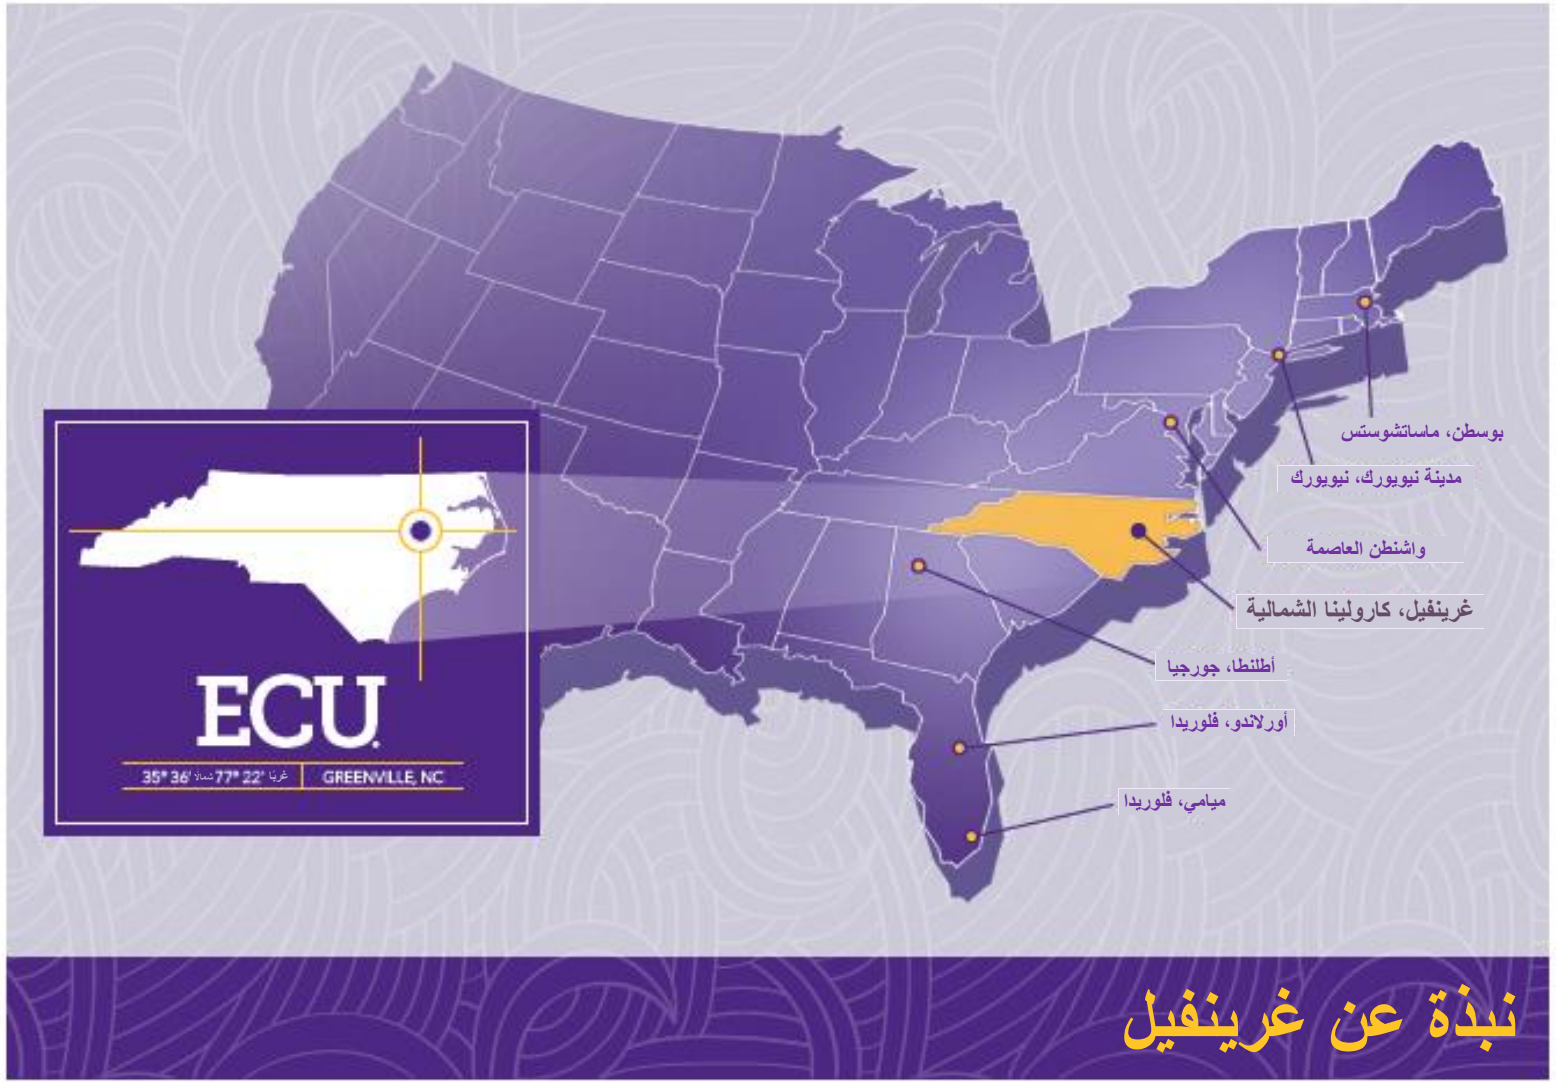 بوسطن، ماساتشوستس
مدينة نيويورك، نيويورك
واشنطن العاصمة
غرينفيل، كارولينا الشمالية
أطلنطا، جورجيا
أورلاندو، فلوريدا
ميامي، فلوريدا
ECU.
35° 36' شمالًا 77° 22' غربًا | GREENVILLE, NC
نبذة عن غرينفيل